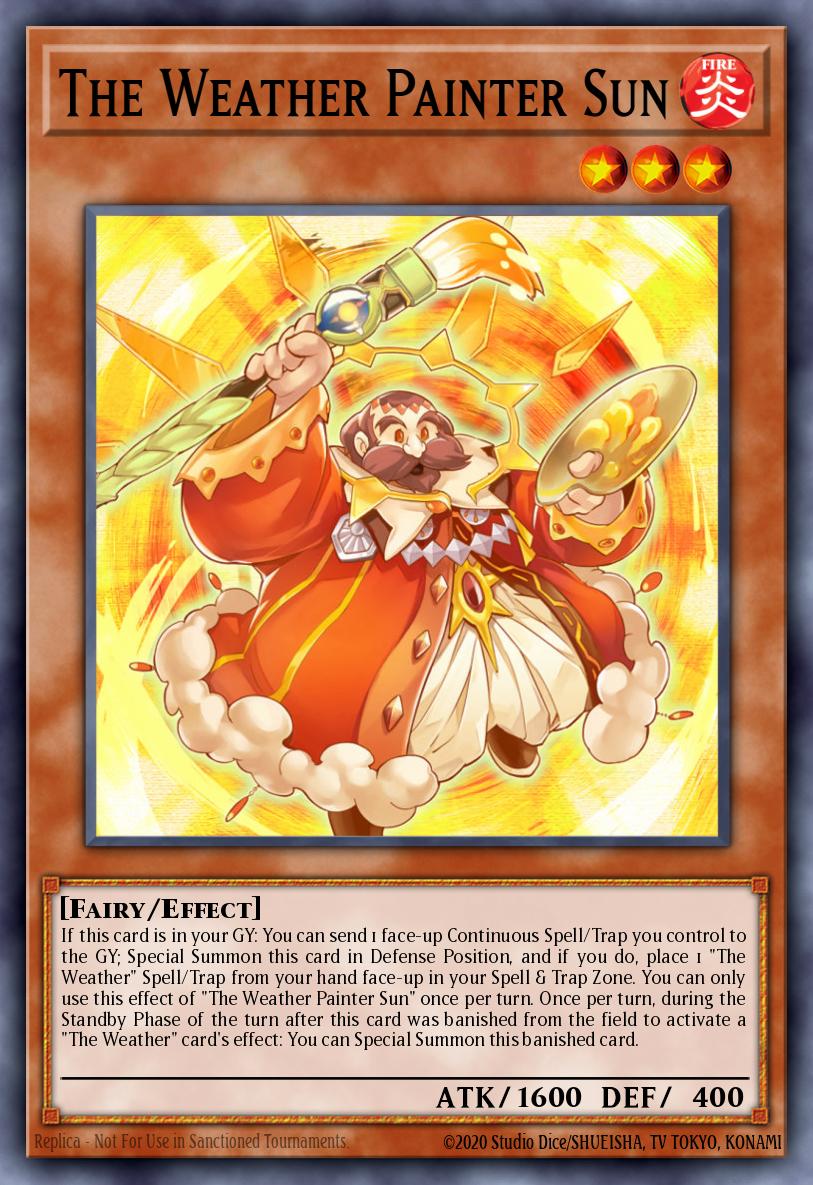 The Weather Painter Sun
FIRE
炎
[Fairy/Effect]
If this card is in your GY: You can send 1 face-up Continuous Spell/Trap you control to
the GY; Special Summon this card in Defense Position, and if you do, place 1 "The
Weather" Spell/Trap from your hand face-up in your Spell & Trap Zone. You can only
use this effect of "The Weather Painter Sun" once per turn. Once per turn, during the
Standby Phase of the turn after this card was banished from the field to activate a
"The Weather" card's effect: You can Special Summon this banished card.
ATK/1600 DEF/ 400
Replica - Not For Use in Sanctioned Tournaments.
©2020 Studio Dice/SHUEISHA, TV TOKYO, KONAMI